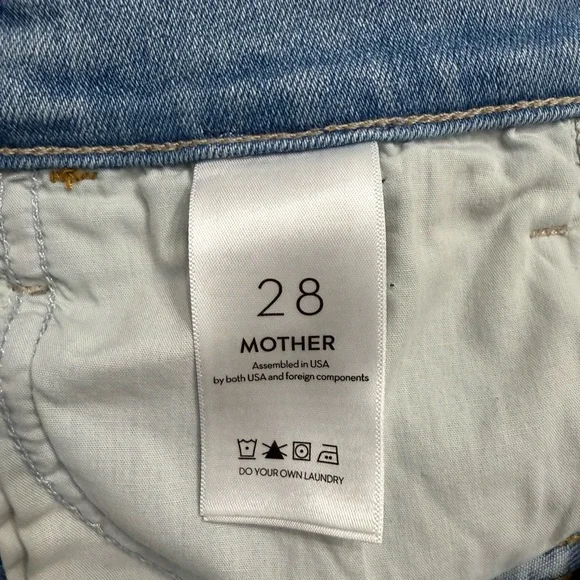 28
MOTHER
Assembled in USA
by both USA and foreign components
DO YOUR OWN LAUNDRY